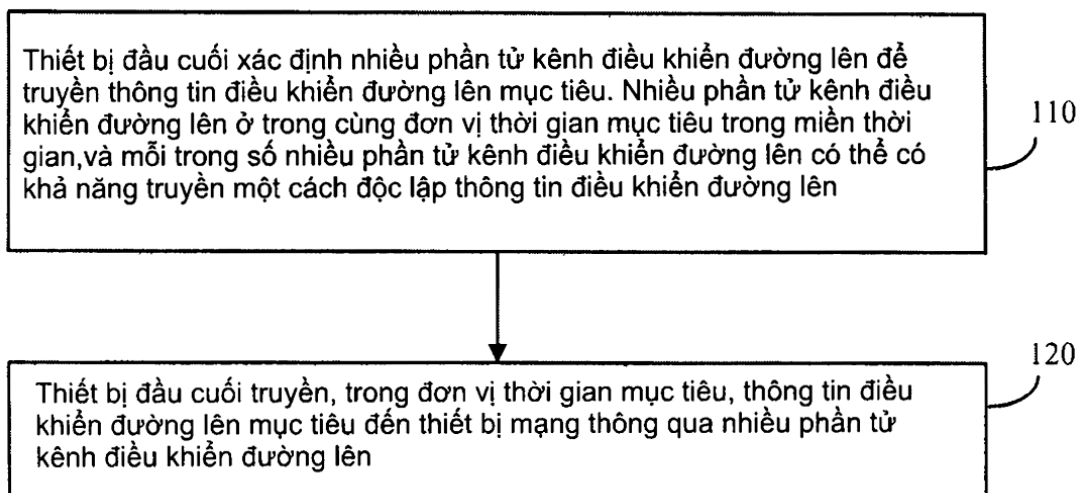 Thiết bị đầu cuối xác định nhiều phần tử kênh điều khiển đường lên để
truyền thông tin điều khiển đường lên mục tiêu. Nhiều phần tử kênh điều
khiển đường lên ở trong cùng đơn vị thời gian mục tiêu trong miền thời
gian,và mỗi trong số nhiều phần tử kênh điều khiển đường lên có thể có
khả năng truyền một cách độc lập thông tin điều khiển đường lên
110
Thiết bị đầu cuối truyền, trong đơn vị thời gian mục tiêu, thông tin điều
khiển đường lên mục tiêu đến thiết bị mạng thông qua nhiều phần tử
kênh điều khiển đường lên
120